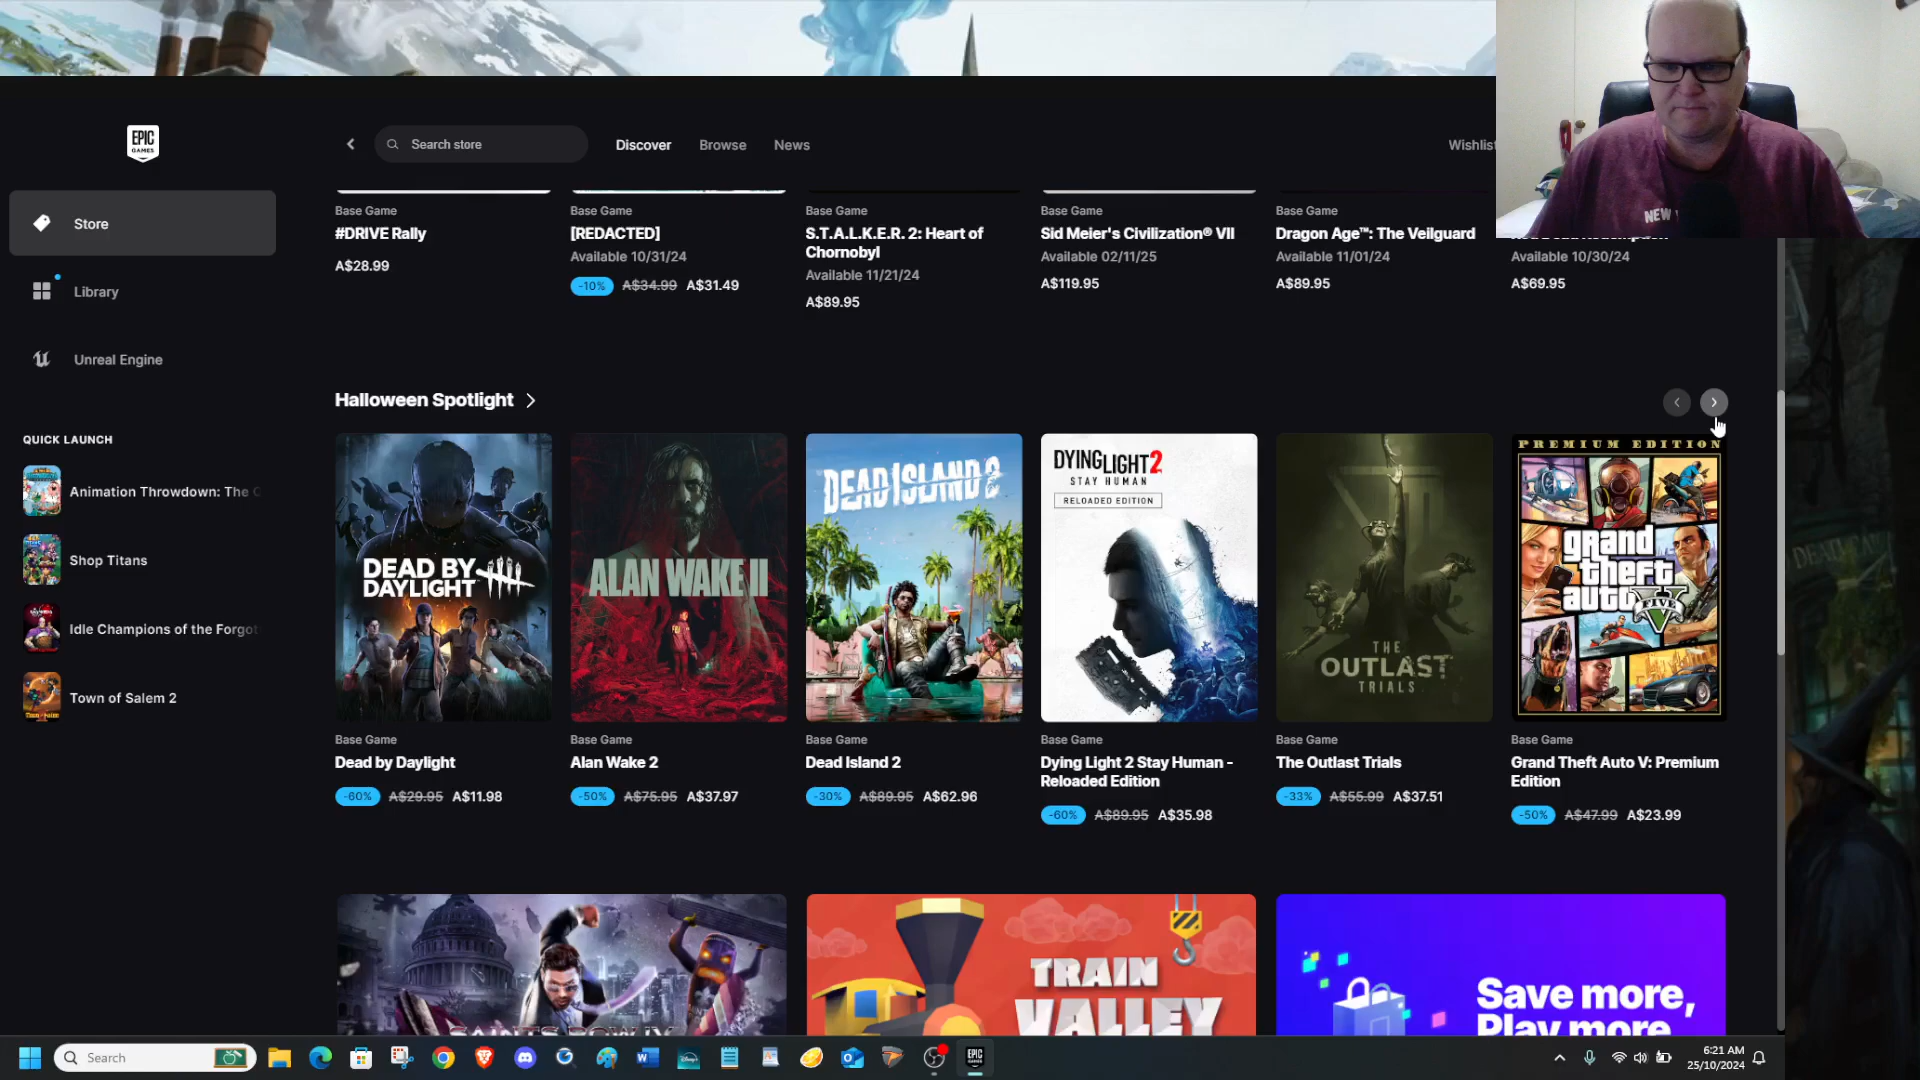 EPIC
GAMES
Search store
Discover
Browse
News
Wishlist
Store
Library
Unreal Engine
QUICK LAUNCH
Animation Throwdown: The
Shop Titans
Idle Champions of the Forgot
Town of Salem 2
Base Game
#DRIVE Rally
A$28.99
Base Game
[REDACTED]
Available 10/31/24
-10% A$34.99 A$31.49
Base Game
S.T.A.L.K.E.R. 2: Heart of
Chornobyl
Available 11/21/24
A$89.95
Base Game
Sid Meier's Civilization® VII
Available 02/11/25
A$119.95
Base Game
Dragon Age™: The Veilguard
Available 11/01/24
A$89.95
Available 10/30/24
A$69.95
NEW
Halloween Spotlight
DEAD BY
DAYLIGHT
ALAN WAKE II
DEAD ISLAND 2
DYING LIGHT 2
STAY HUMAN
RELOADED EDITION
THE
OUTLAST
TRIALS
PREMIUM EDITION
grand
theft
auto V
FIVE
Base Game
Dead by Daylight
-60% A$29.95 A$11.98
Base Game
Alan Wake 2
-50% A$75.95 A$37.97
Base Game
Dead Island 2
-30% A$89.95 A$62.96
Base Game
Dying Light 2 Stay Human -
Reloaded Edition
-60% A$89.95 A$35.98
Base Game
The Outlast Trials
-33% A$55.99 A$37.51
Base Game
Grand Theft Auto V: Premium
Edition
-50% A$47.99 A$23.99
SAINTS ROW IV
TRAIN
VALLEY
Save more,
Play more
Search
EPIC
GAMES
6:21 AM
25/10/2024